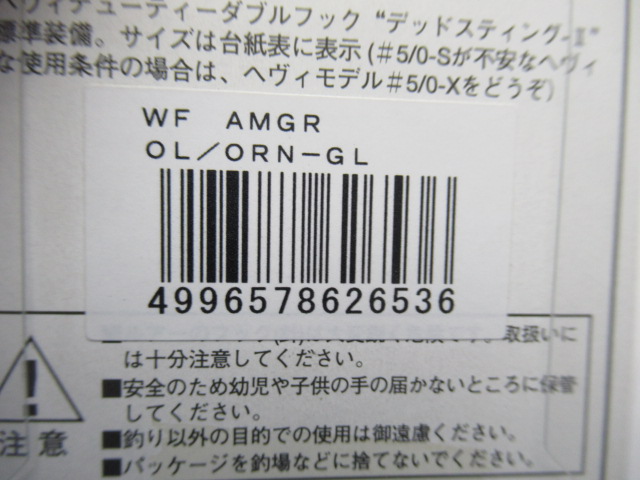 ヘヴィデューティーダブルフック“デッドスティング-Ⅱ”
標準装備。サイズは台紙表に表示(#5/0-Sが不安なヘヴィ
な使用条件の場合は、ヘヴィモデル#5/0-Xをどうぞ)
WF AMGR
OL/ORN-GL
4996578626536
取扱いに
は十分注意してください。
■安全のため幼児や子供の手の届かないところに保管
してください。
注意
■釣り以外の目的での使用は御遠慮ください。
■パッケージを釣場などに捨てないでください。